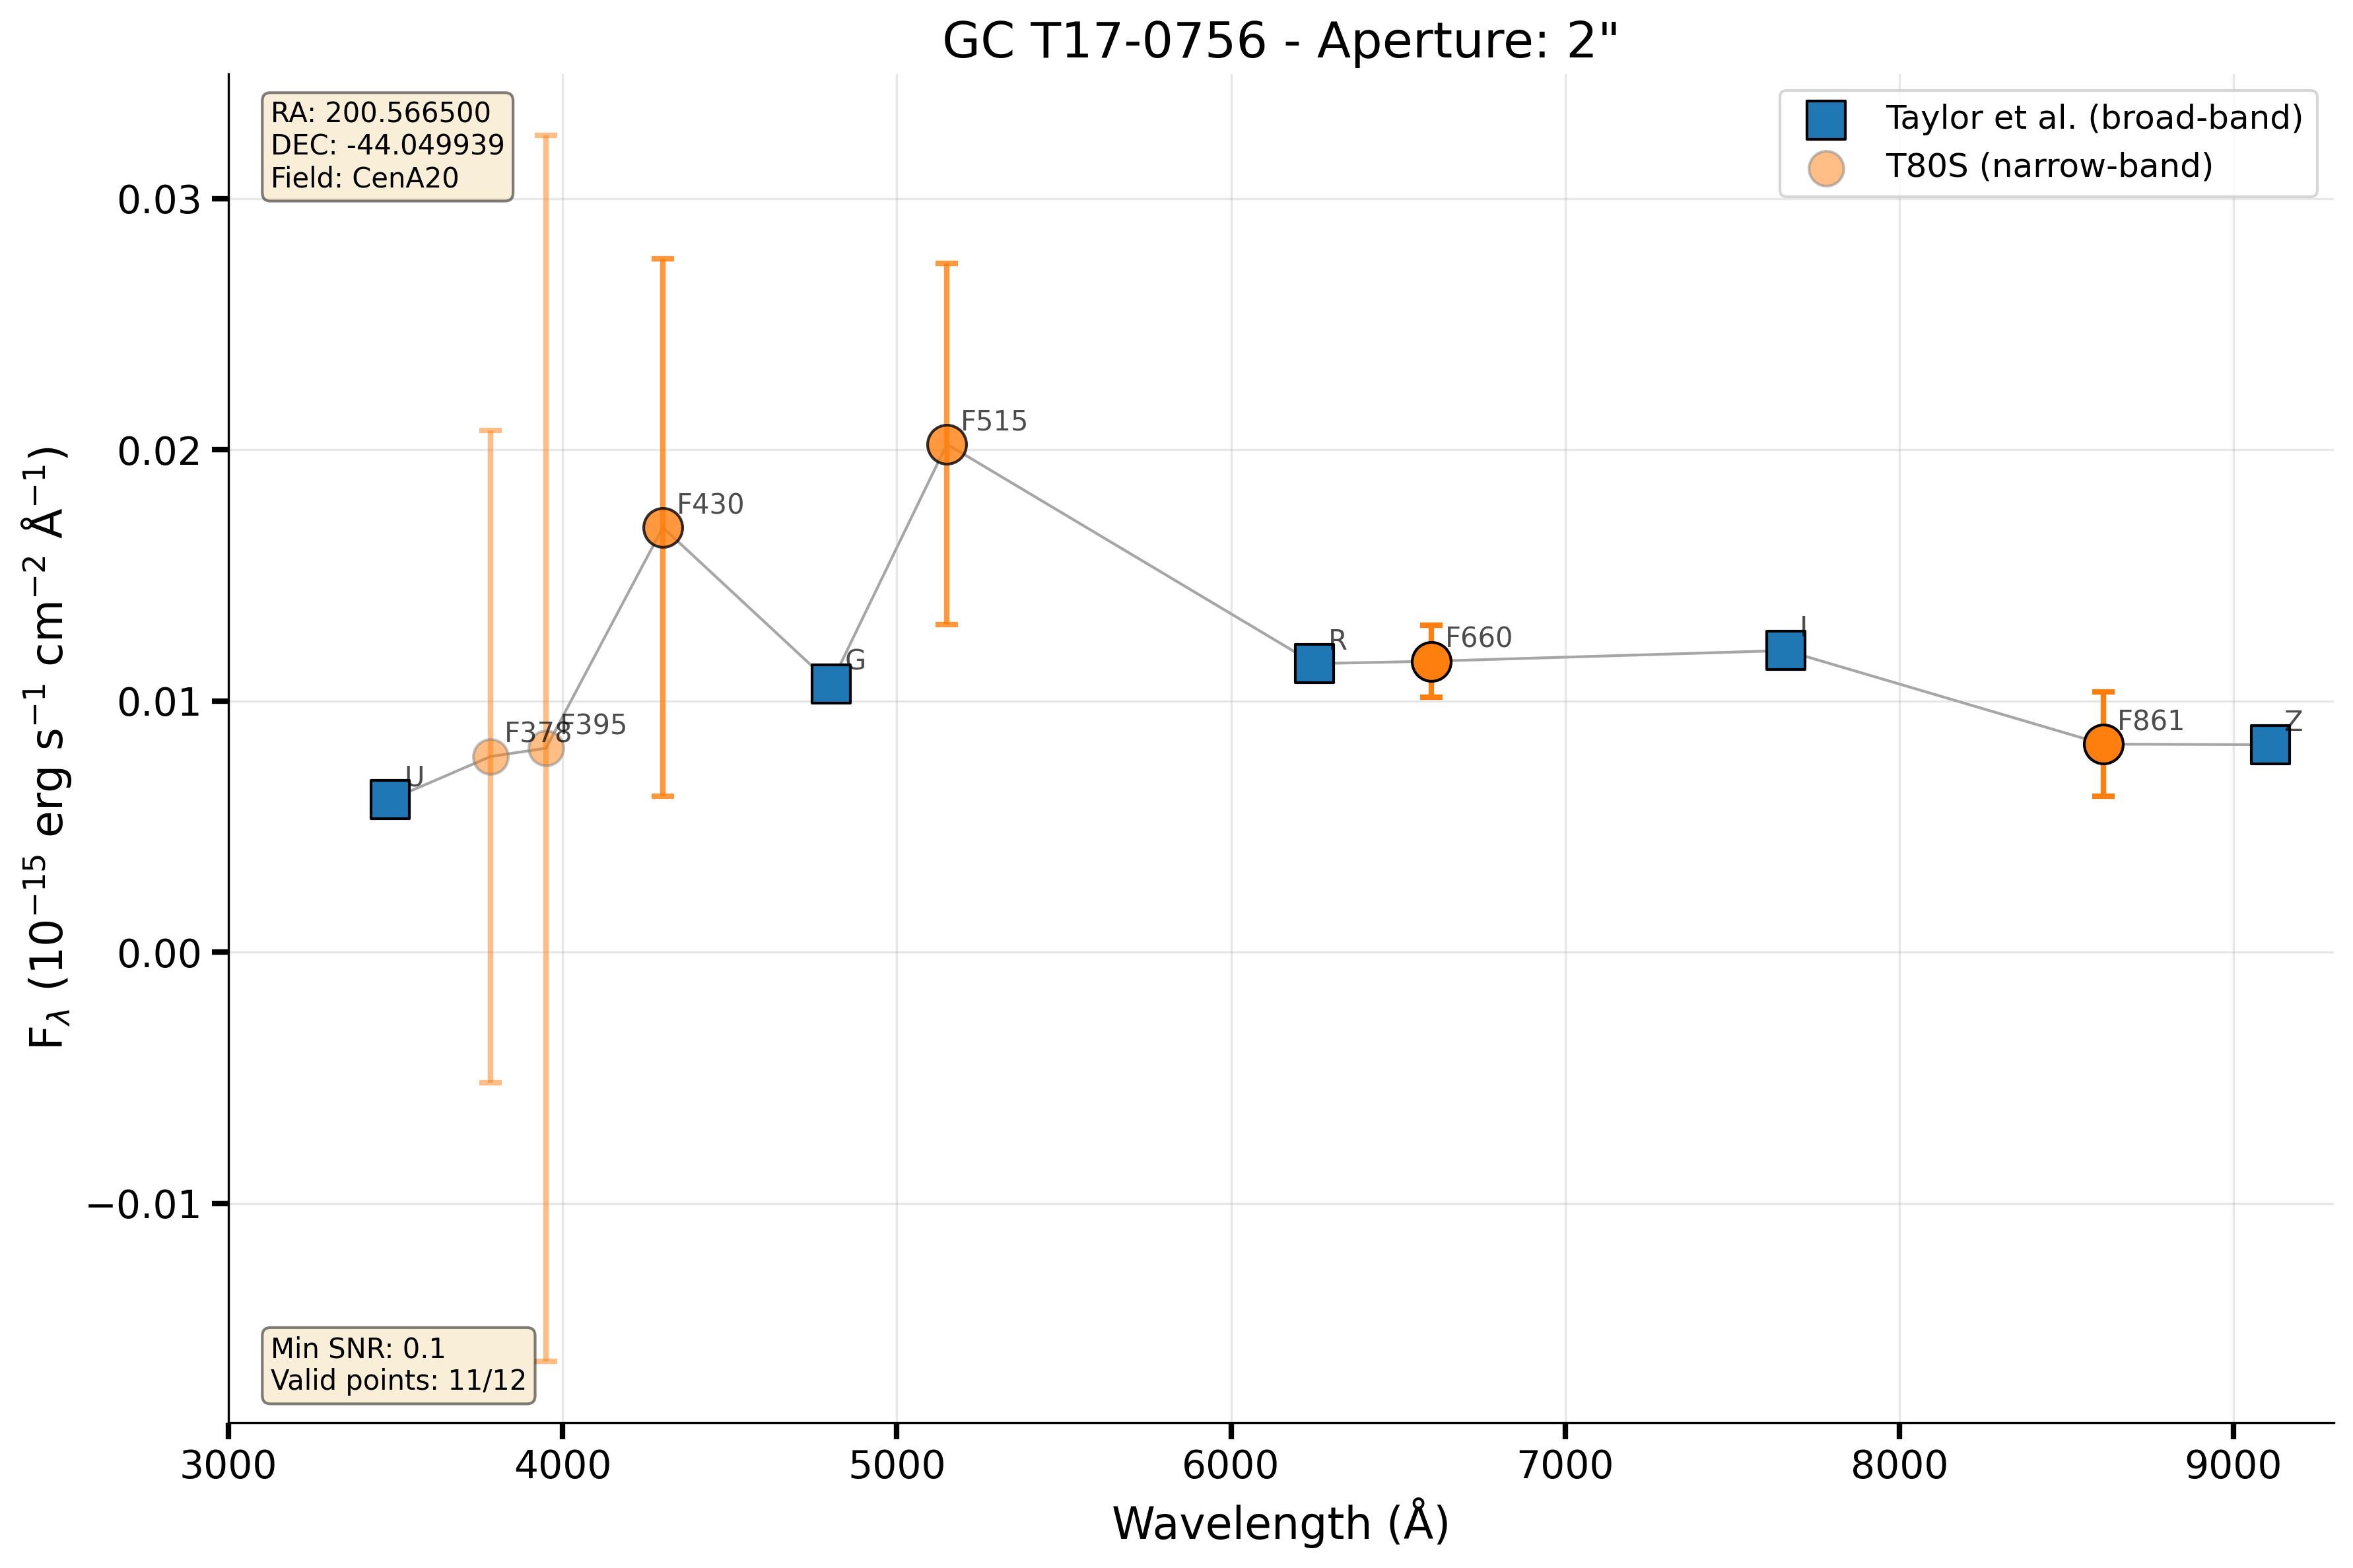 GC T17-0756 - Aperture: 2"
RA: 200.566500
DEC: -44.049939
Field: CenA20
Taylor et al. (broad-band)
T80S (narrow-band)
0.03
0.02
0.01
0.00
−0.01
F$_λ$ (10⁻¹⁵ erg s⁻¹ cm⁻² Å⁻¹)
U
F378
F395
F430
G
F515
R
F660
I
F861
Z
Min SNR: 0.1
Valid points: 11/12
3000 4000 5000 6000 7000 8000 9000
Wavelength (Å)